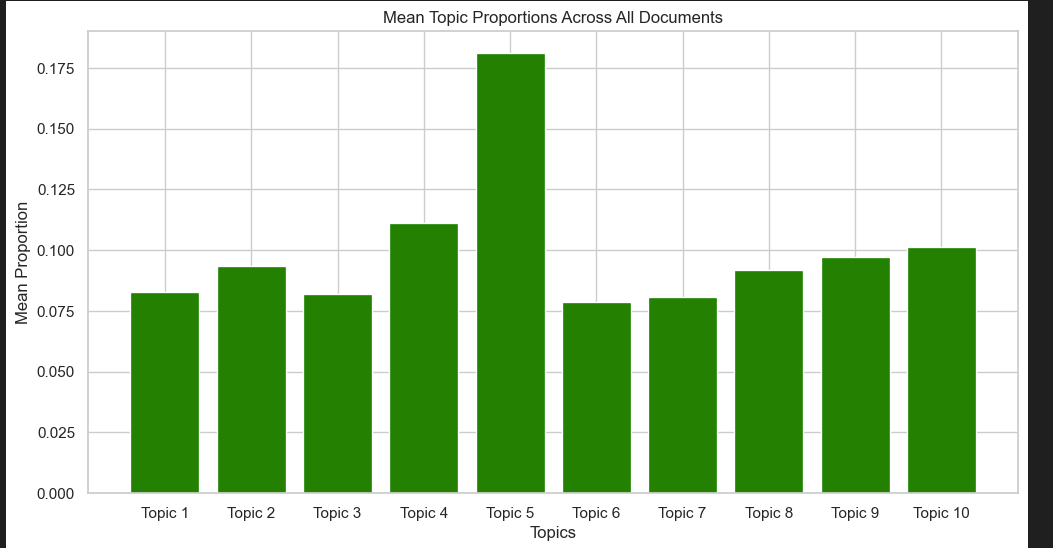 Mean Topic Proportions Across All Documents
0.175
0.150
0.125
0.100
0.075
0.050
0.025
0.000
Mean Proportion
Topic 1 Topic 2 Topic 3 Topic 4 Topic 5 Topic 6 Topic 7 Topic 8 Topic 9 Topic 10
Topics